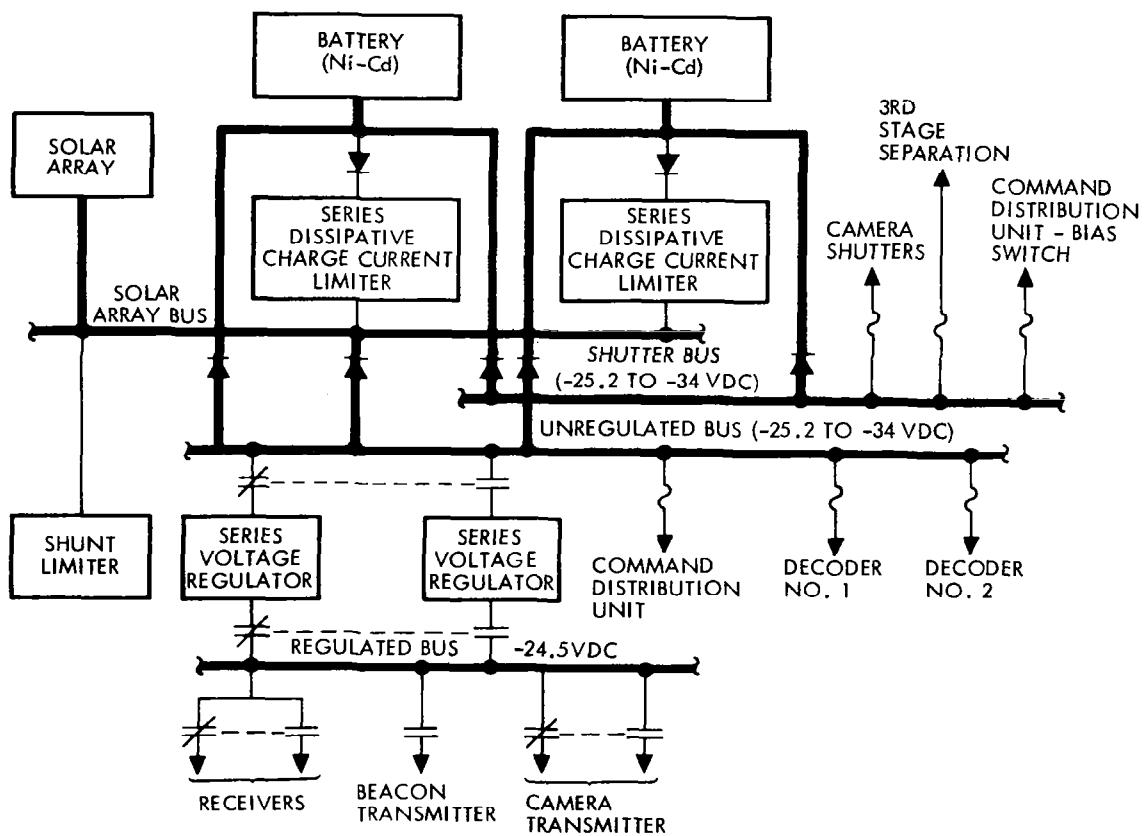 BATTERY
(Ni-Cd)
BATTERY
(Ni-Cd)
SOLAR
ARRAY
3RD
STAGE
SEPARATION
COMMAND
DISTRIBUTION
UNIT - BIAS
SWITCH
SERIES
DISSIPATIVE
CHARGE CURRENT
LIMITER
SERIES
DISSIPATIVE
CHARGE CURRENT
LIMITER
CAMERA
SHUTTERS
SOLAR
ARRAY BUS
SHUTTER BUS
(-25.2 TO -34 VDC)
UNREGULATED BUS (-25.2 TO -34 VDC)
SHUNT
LIMITER
SERIES
VOLTAGE
REGULATOR
SERIES
VOLTAGE
REGULATOR
COMMAND
DISTRIBUTION
UNIT
DECODER
NO. 1
DECODER
NO. 2
REGULATED BUS
-24.5VDC
RECEIVERS
BEACON
TRANSMITTER
CAMERA
TRANSMITTER